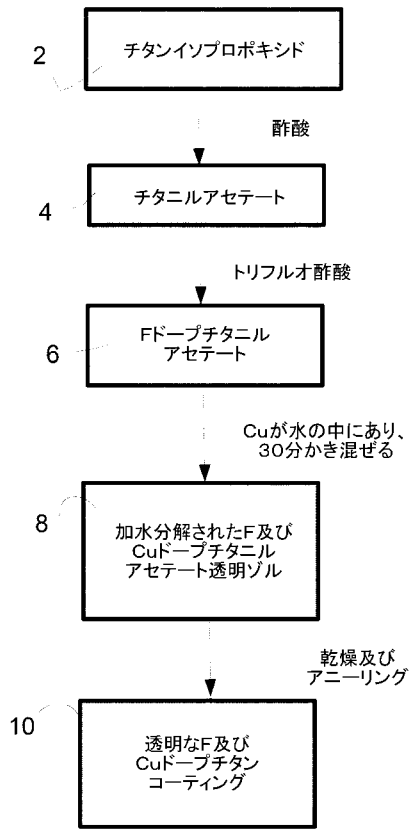 2
チタンイソプロポキシド
酢酸
4
チタニルアセテート
トリフルオ酢酸
6
Fドープチタニル
アセテート
Cuが水の中にあり、
30分かき混ぜる
8
加水分解されたF及び
Cuドープチタニル
アセテート透明ゾル
乾燥及び
アニーリング
10
透明なF及び
Cuドープチタン
コーティング